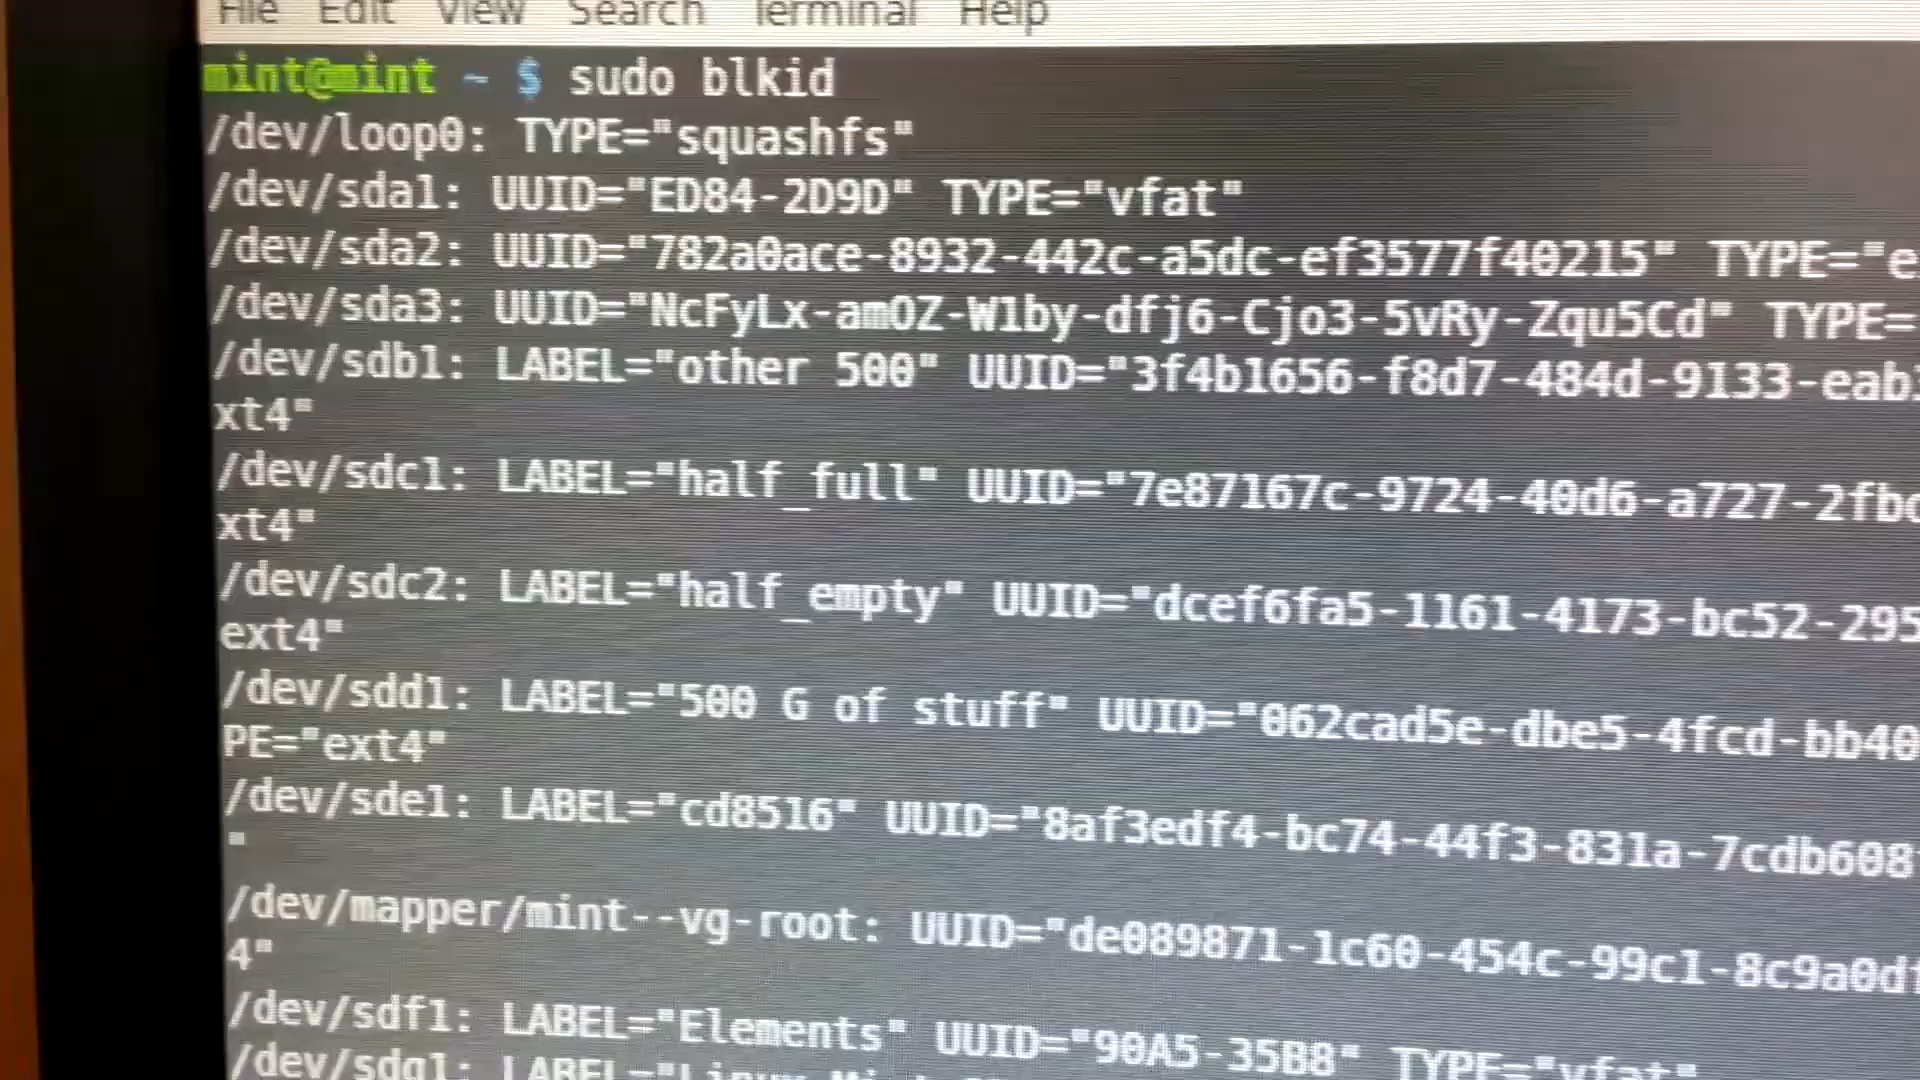 File Edit View Search Terminal Help
mint@mint ~ $ sudo blkid
/dev/loop0: TYPE="squashfs"
/dev/sda1: UUID="ED84-2D9D" TYPE="vfat"
/dev/sda2: UUID="782a0ace-8932-442c-a5dc-ef3577f40215" TYPE="e
/dev/sda3: UUID="NcFyLx-amOZ-W1by-dfj6-Cjo3-5vRy-Zqu5Cd" TYPE=
/dev/sdb1: LABEL="other 500" UUID="3f4b1656-f8d7-484d-9133-eab
xt4"
/dev/sdc1: LABEL="half_full" UUID="7e87167c-9724-40d6-a727-2fb
xt4"
/dev/sdc2: LABEL="half_empty" UUID="dcef6fa5-1161-4173-bc52-295
ext4"
/dev/sdd1: LABEL="500 G of stuff" UUID="062cad5e-dbe5-4fcd-bb40
PE="ext4"
/dev/sde1: LABEL="cd8516" UUID="8af3edf4-bc74-44f3-831a-7cdb608
"
/dev/mapper/mint--vg-root: UUID="de089871-1c60-454c-99c1-8c9a0d
4"
/dev/sdf1: LABEL="Elements" UUID="90A5-35B8" TYPE="vfat"
/dev/sdg1: LABEL="Linux